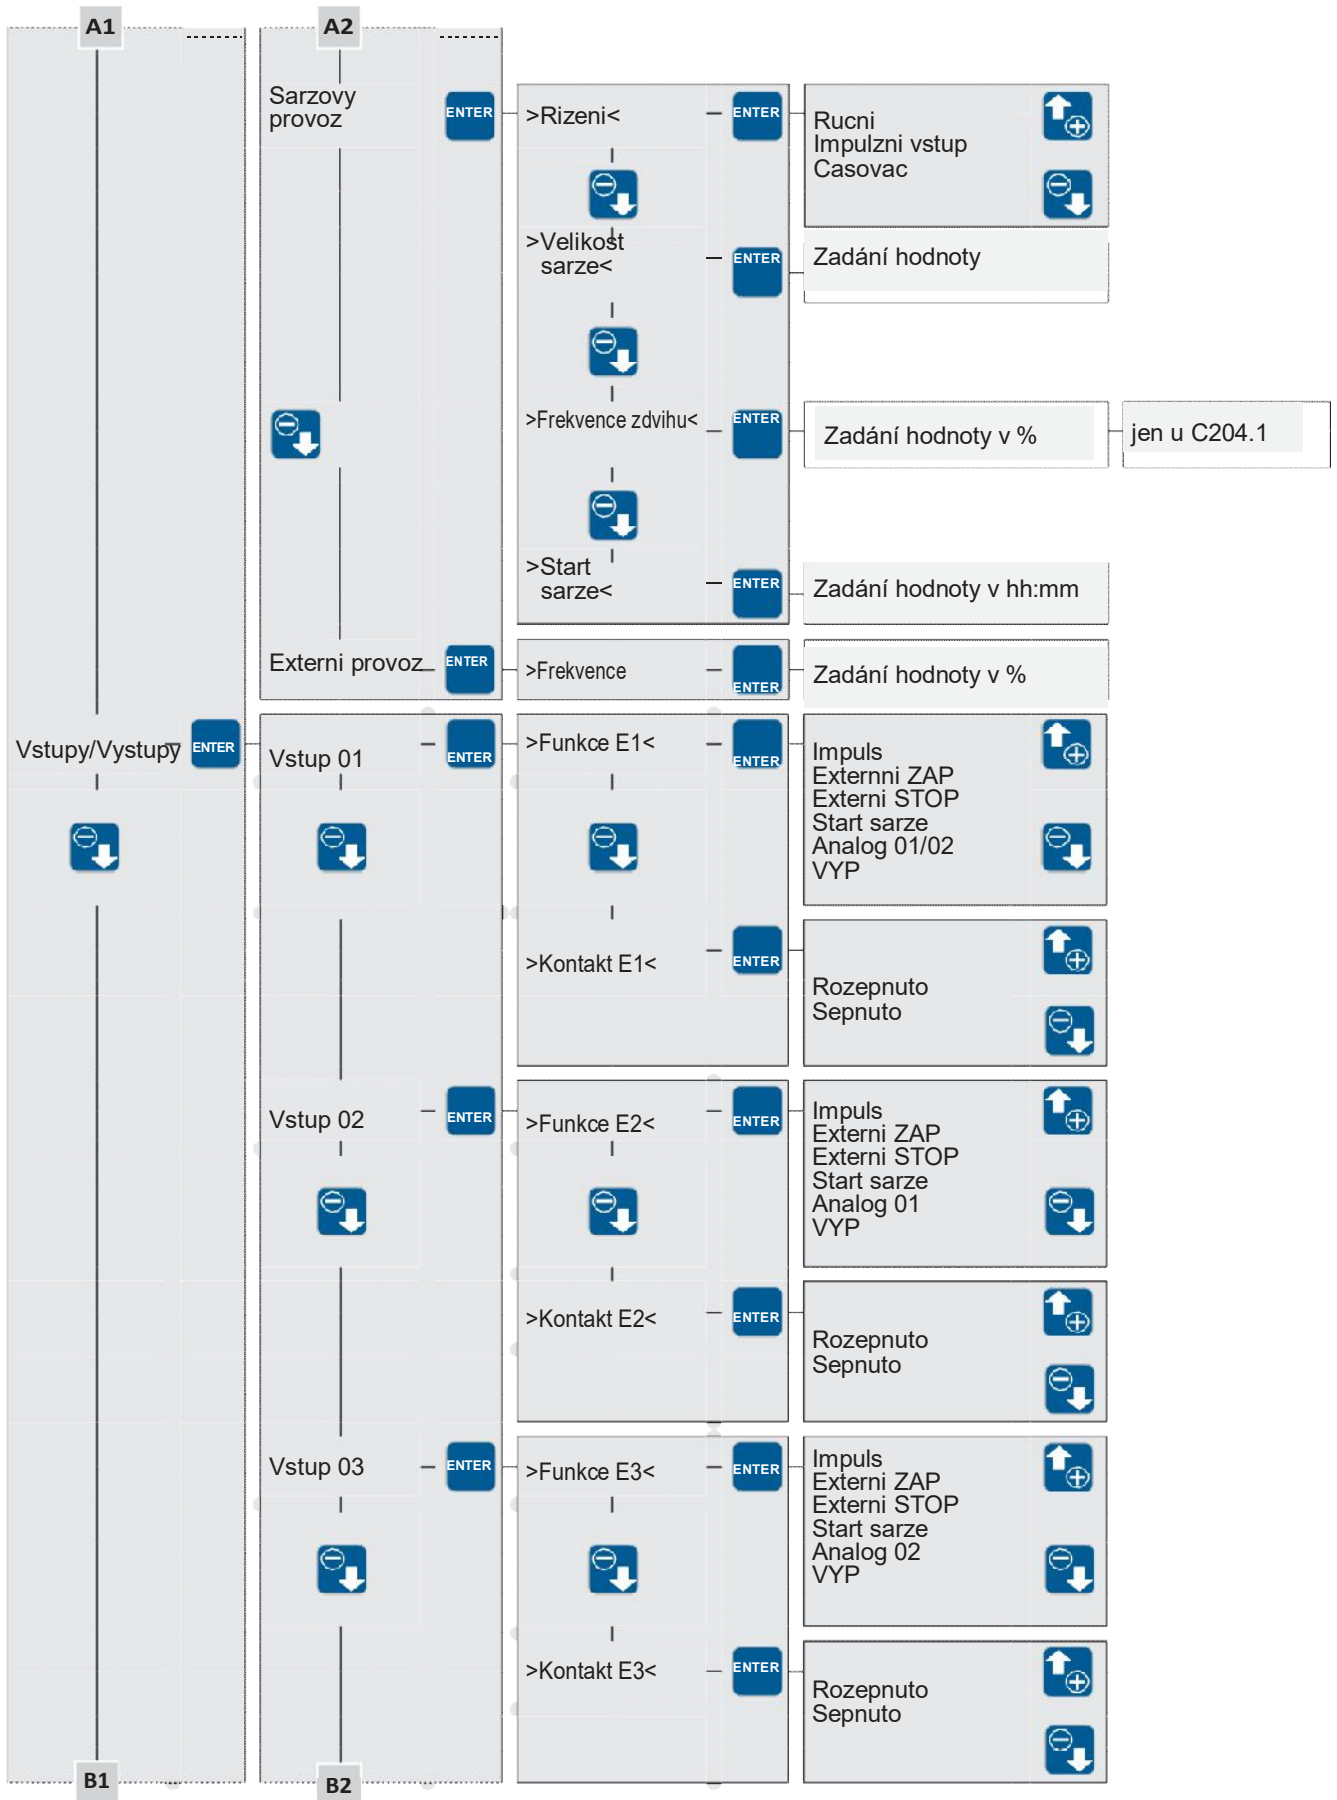 A1
A2
Sarzovy
provoz
ENTER
>Rizeni<
ENTER
Rucni
Impulzni vstup
Casovac
>Velikost
sarze<
ENTER
Zadání hodnoty
>Frekvence zdvihu<
ENTER
Zadání hodnoty v %
jen u C204.1
>Start
sarze<
ENTER
Zadání hodnoty v hh:mm
Externi provoz
ENTER
>Frekvence
ENTER
Zadání hodnoty v %
Vstupy/Vystupy
ENTER
Vstup 01
ENTER
>Funkce E1<
ENTER
Impuls
Externni ZAP
Externi STOP
Start sarze
Analog 01/02
VYP
>Kontakt E1<
ENTER
Rozepnuto
Sepnuto
Vstup 02
ENTER
>Funkce E2<
ENTER
Impuls
Externi ZAP
Externi STOP
Start sarze
Analog 01
VYP
>Kontakt E2<
ENTER
Rozepnuto
Sepnuto
Vstup 03
ENTER
>Funkce E3<
ENTER
Impuls
Externi ZAP
Externi STOP
Start sarze
Analog 02
VYP
>Kontakt E3<
ENTER
Rozepnuto
Sepnuto
B1
B2